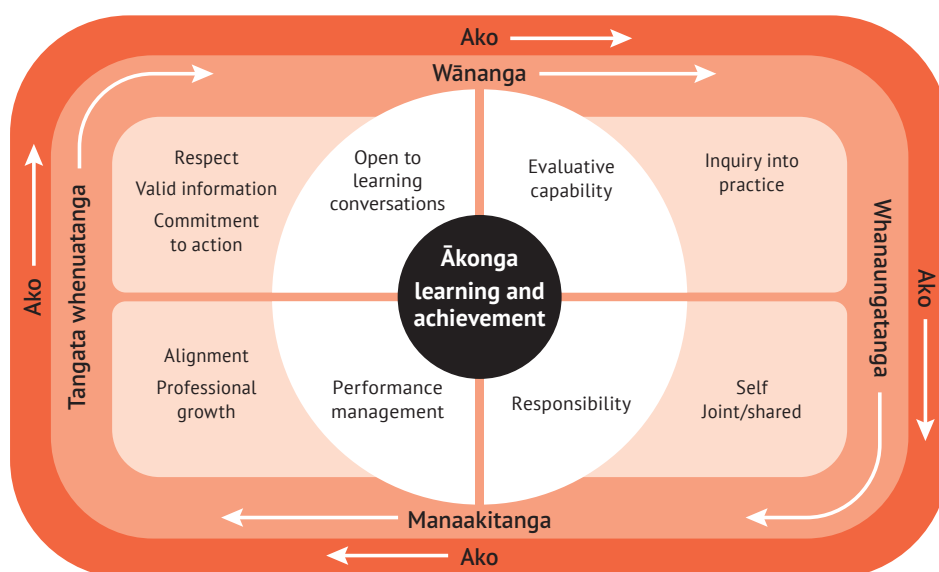 Ako
Wānanga
Tangata whenuatanga
Ako
Whanaungatanga
Ako
Respect
Valid information
Commitment
to action
Open to
learning
conversations
Evaluative
capability
Inquiry into
practice
Ākonga
learning and
achievement
Alignment
Professional
growth
Performance
management
Responsibility
Self
Joint/shared
Manaakitanga
Ako